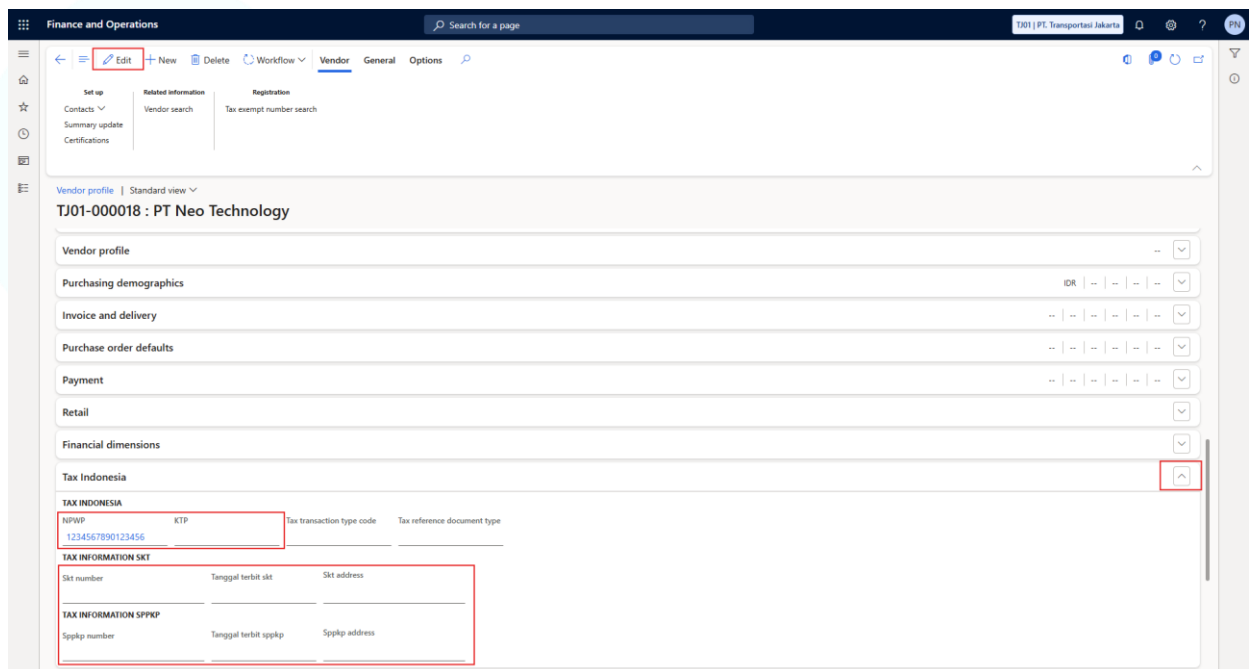 Finance and Operations
Search for a page
TJ01 | PT. Transportasi Jakarta
PN
Edit
New
Delete
Workflow
Vendor
General
Options
0
Set up
Related information
Registration
Contacts
Vendor search
Tax exempt number search
Summary update
Certifications
Vendor profile | Standard view
TJ01-000018 : PT Neo Technology
Vendor profile
--
Purchasing demographics
IDR | -- | -- | -- | --
Invoice and delivery
-- | -- | -- | -- | --
Purchase order defaults
-- | -- | -- | -- | -- | --
Payment
-- | -- | -- | -- | --
Retail
Financial dimensions
Tax Indonesia
TAX INDONESIA
NPWP
KTP
Tax transaction type code
Tax reference document type
1234567890123456
TAX INFORMATION SKT
Skt number
Tanggal terbit skt
Skt address
TAX INFORMATION SPPKP
Sppkp number
Tanggal terbit sppkp
Sppkp address